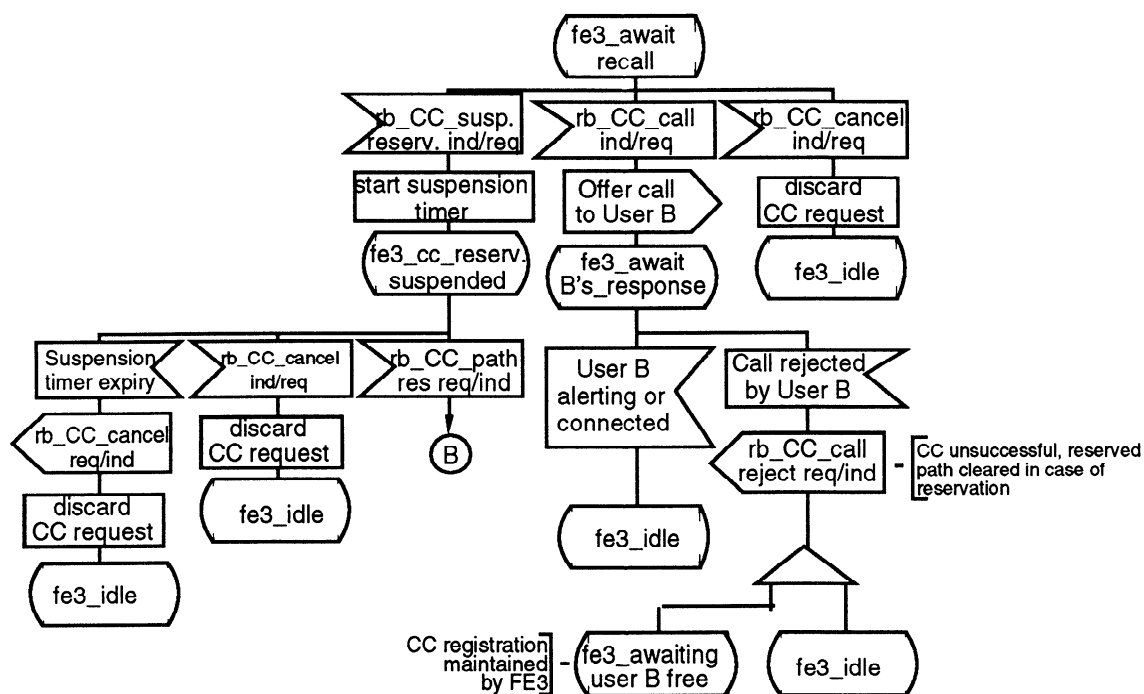 fe3_await
recall
rb_CC_susp.
reserv. ind/req
rb_CC_call
ind/req
rb_CC_cancel
ind/req
start suspension
timer
Offer call
to User B
discard
CC request
fe3_cc_reserv.
suspended
fe3_await
B's_response
fe3_idle
Suspension
timer expiry
rb_CC_cancel
ind/req
rb_CC_path
res req/ind
User B
alerting or
connected
Call rejected
by User B
rb_CC_cancel
req/ind
discard
CC request
B
rb_CC_call
reject req/ind
CC unsuccessful, reserved
path cleared in case of
reservation
discard
CC request
fe3_idle
fe3_idle
fe3_idle
CC registration
maintained
by FE3
fe3_awaiting
user B free
fe3_idle